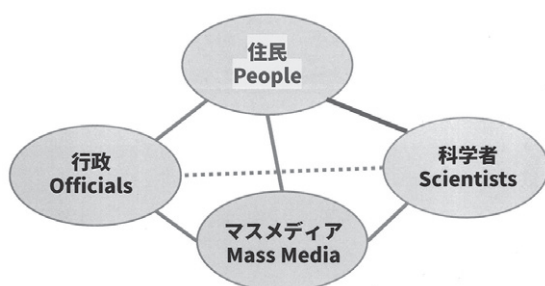 住民
People
行政
Officials
科学者
Scientists
マスメディア
Mass Media